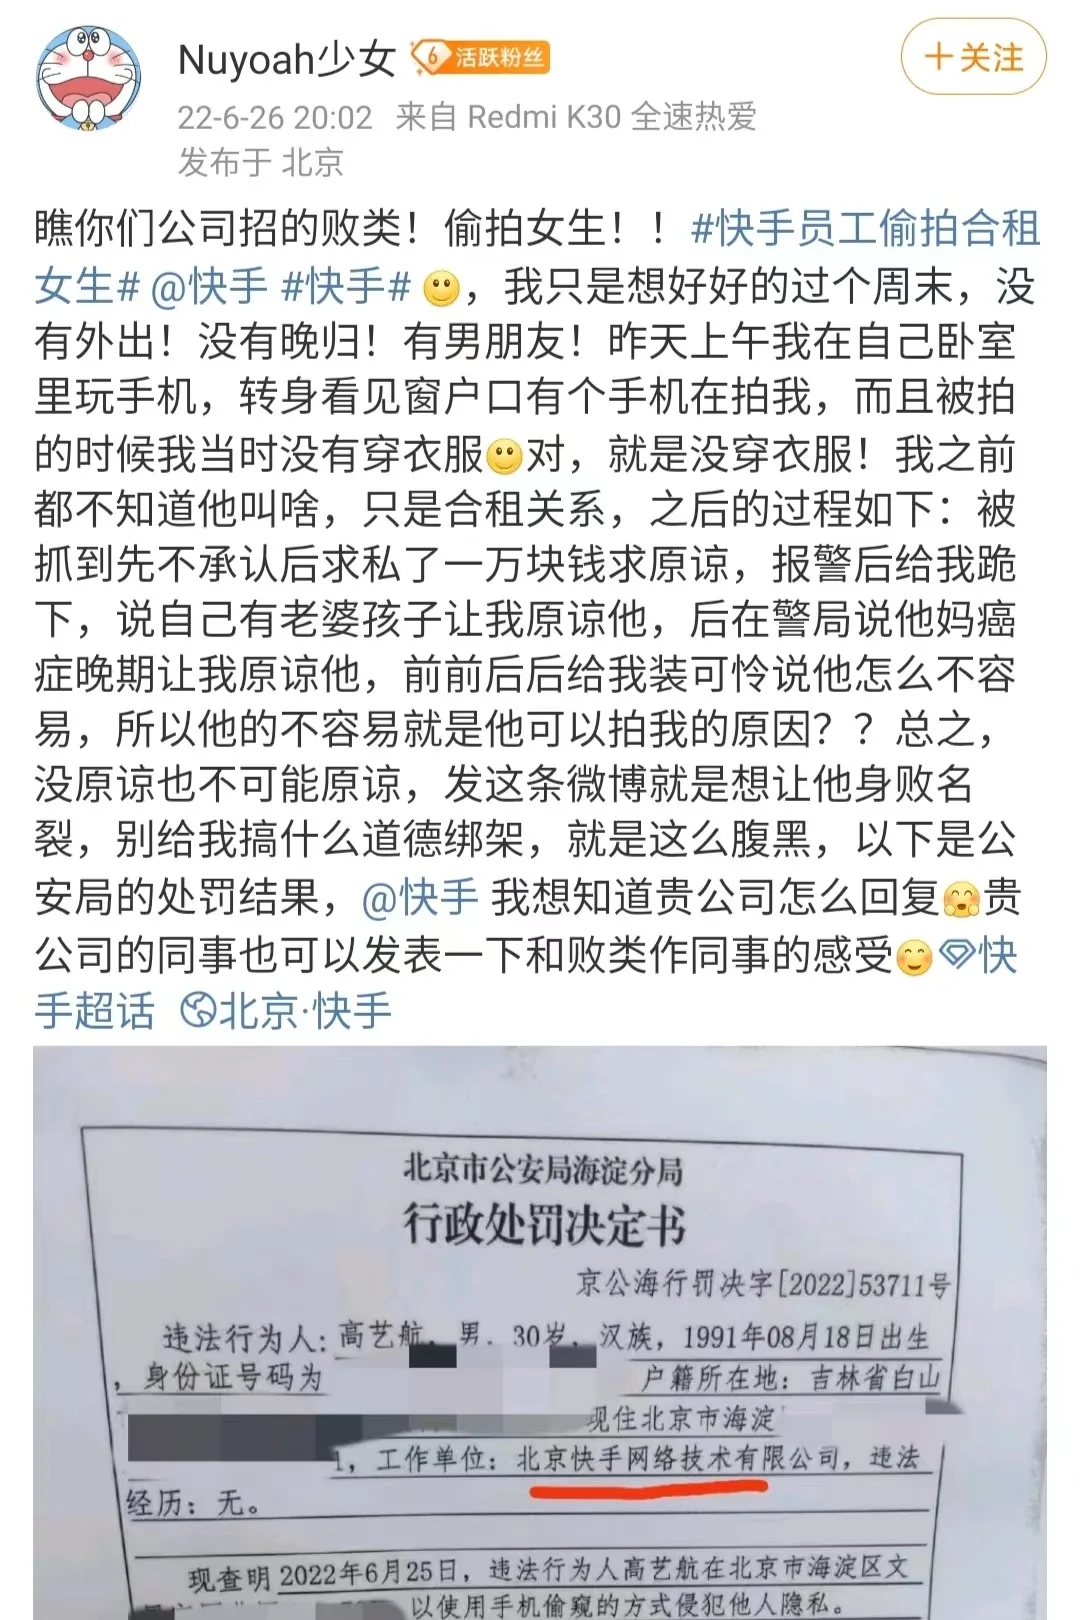 Nuyoah少女 6 活跃粉丝
+关注
22-6-26 20:02 来自 Redmi K30 全速热爱
发布于 北京
瞧你们公司招的败类！偷拍女生！！#快手员工偷拍合租
女生# @快手 #快手# ，我只是想好好的过个周末，没
有外出！没有晚归！有男朋友！昨天上午我在自己卧室
里玩手机，转身看见窗户口有个手机在拍我，而且被拍
的时候我当时没有穿衣服对，就是没穿衣服！我之前
都不知道他叫啥，只是合租关系，之后的过程如下：被
抓到先不承认后求私了一万块钱求原谅，报警后给我跪
下，说自己有老婆孩子让我原谅他，后在警局说他妈癌
症晚期让我原谅他，前前后后给我装可怜说他怎么不容
易，所以他的不容易就是他可以拍我的原因？？总之，
没原谅也不可能原谅，发这条微博就是想让他身败名
裂，别给我搞什么道德绑架，就是这么腹黑，以下是公
安局的处罚结果，@快手 我想知道贵公司怎么回复贵
公司的同事也可以发表一下和败类作同事的感受快
手超话 北京·快手
北京市公安局海淀分局
行政处罚决定书
京公海行罚决字[2022]53711号
违法行为人：高艺航，男，30岁，汉族，1991年08月18日出生
，身份证号码为 户籍所在地：吉林省白山
现住北京市海淀
1，工作单位：北京快手网络技术有限公司，违法
经历：无。
现查明2022年6月25日，违法行为人高艺航在北京市海淀区文
以使用手机偷窥的方式侵犯他人隐私。